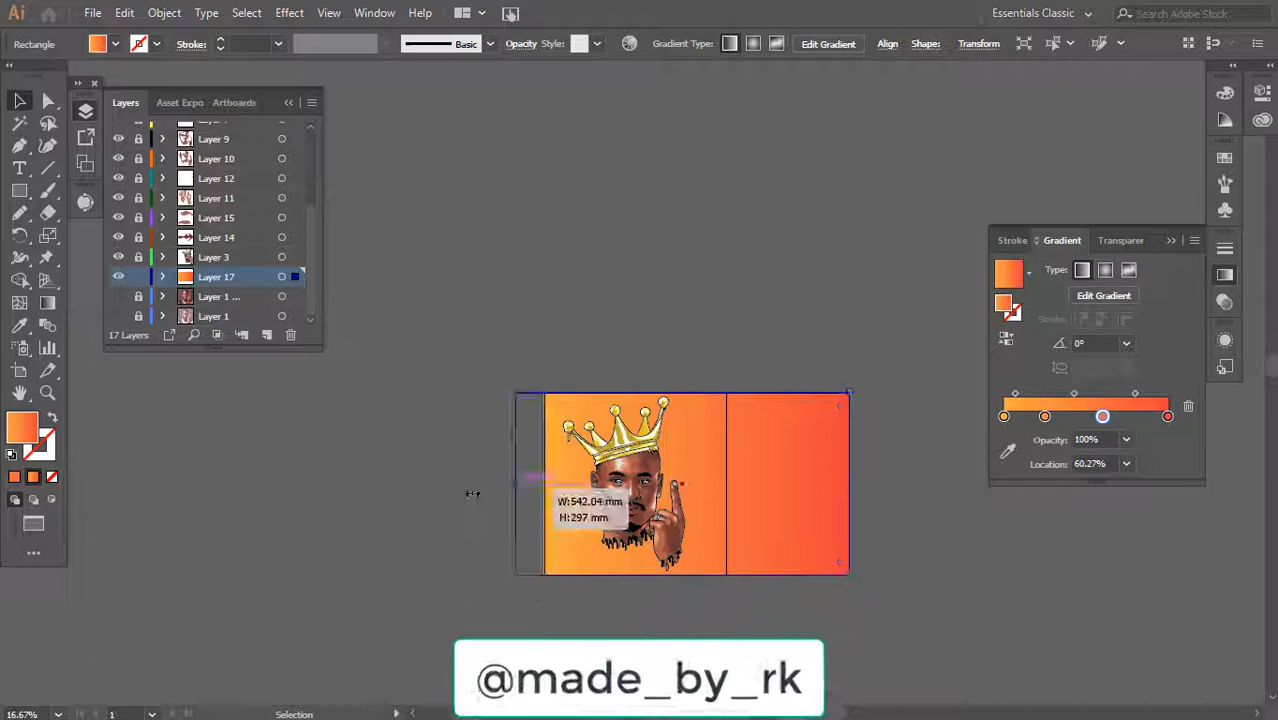 Ai File Edit Object Type Select Effect View Window Help Essentials Classic Search Adobe Stock
Rectangle Stroke: Basic Opacity Style: Gradient Type: Edit Gradient Align Shape: Transform
Layers Asset Expo Artboards
Layer 9
Layer 10
Layer 12
Layer 11
Layer 15
Layer 14
Layer 3
Layer 17
Layer 1 ...
Layer 1
17 Layers
Stroke Gradient Transparer
Type:
Edit Gradient
Stroke:
0°
Opacity: 100%
Location: 60.27%
W:542.04 mm
H:297 mm
@made_by_rk
16.67% 1 Selection